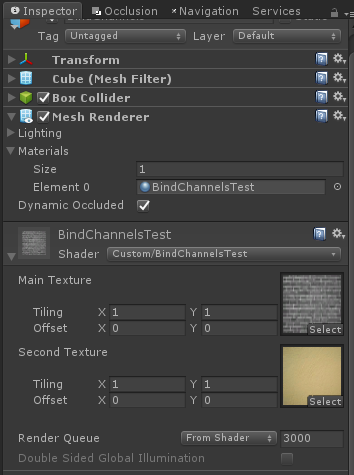 Inspector Occlusion Navigation Services
Tag Untagged Layer Default
Transform
Cube (Mesh Filter)
Box Collider
Mesh Renderer
Lighting
Materials
Size 1
Element 0 BindChannelsTest
Dynamic Occluded
BindChannelsTest
Shader Custom/BindChannelsTest
Main Texture
Tiling X 1 Y 1
Offset X 0 Y 0
Select
Second Texture
Tiling X 1 Y 1
Offset X 0 Y 0
Select
Render Queue From Shader 3000
Double Sided Global Illumination